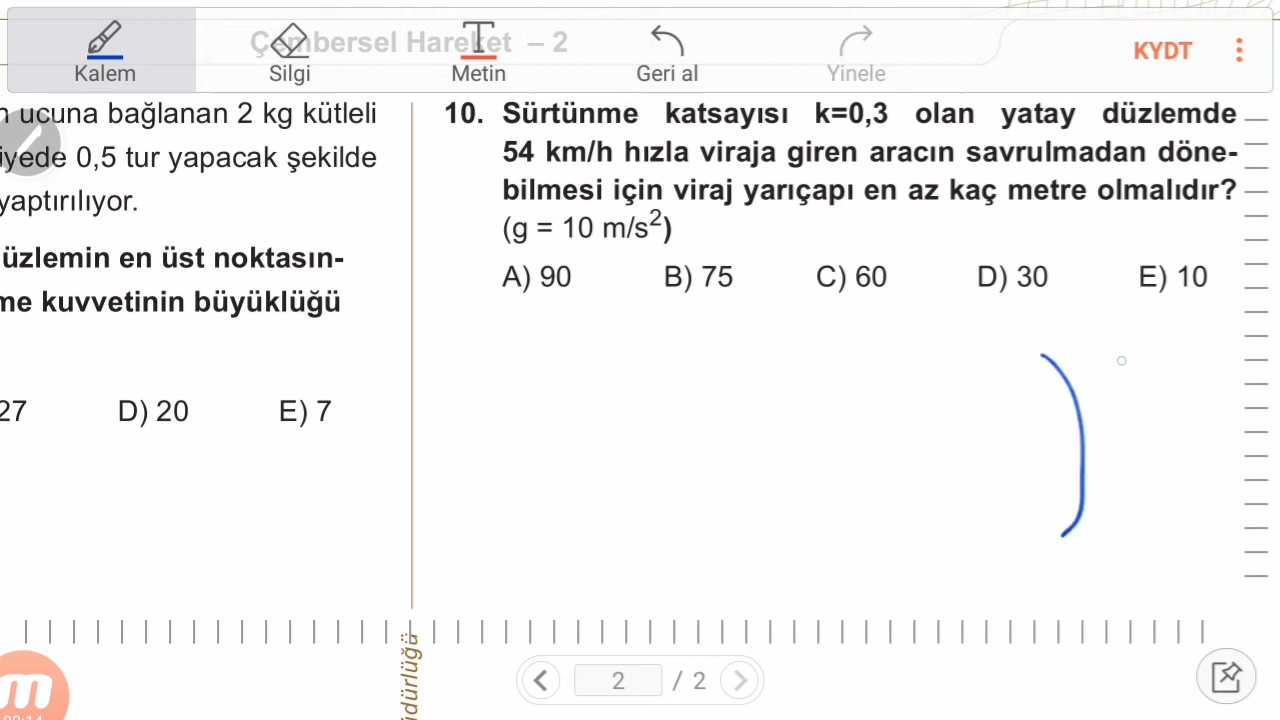 Çembersel Hareket – 2
Kalem
Silgi
Metin
Geri al
Yinele
KYDT
ucuna bağlanan 2 kg kütleli
iyede 0,5 tur yapacak şekilde
yaptırılıyor.
üzlemin en üst noktasın-
me kuvvetinin büyüklüğü
27 D) 20 E) 7
10. Sürtünme katsayısı k=0,3 olan yatay düzlemde
54 km/h hızla viraja giren aracın savrulmadan döne-
bilmesi için viraj yarıçapı en az kaç metre olmalıdır?
(g = 10 m/s²)
A) 90 B) 75 C) 60 D) 30 E) 10
idürlüğü
2 / 2